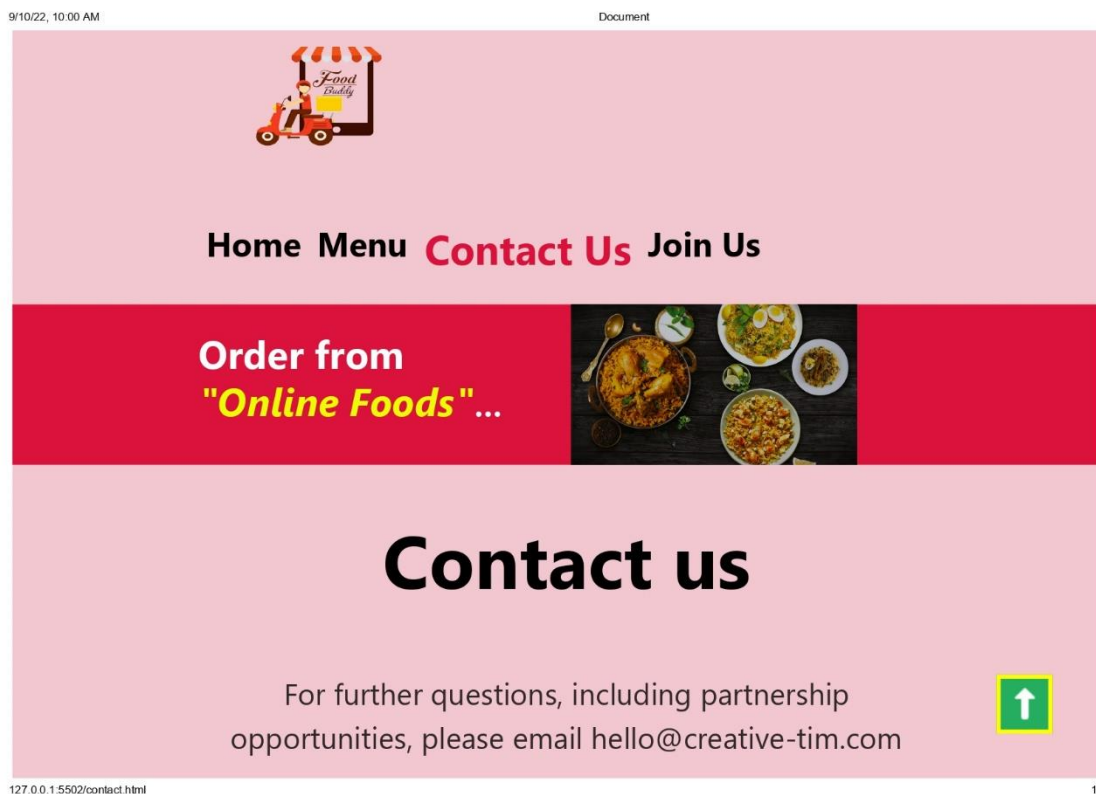 9/10/22, 10:00 AM Document
Food
Buddy
Home Menu Contact Us Join Us
Order from
"Online Foods"...
Contact us
For further questions, including partnership
opportunities, please email hello@creative-tim.com
127.0.0.1:5502/contact.html 1